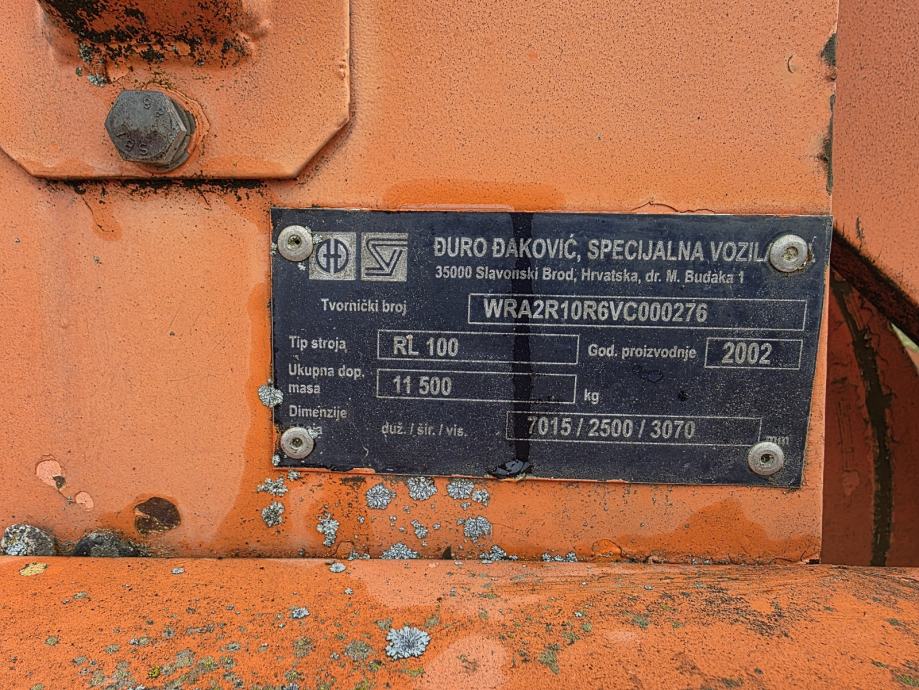 ĐURO ĐAKOVIĆ, SPECIJALNA VOZIL
35000 Slavonski Brod, Hrvatska, dr. M. Budaka 1
Tvornički broj WRA2R10R6VC000276
Tip stroja RL 100 God. proizvodnje 2002
Ukupna dop.
masa 11 500 kg
Dimenzije
duž. / šir. / vis. 7015 / 2500 / 3070 mm